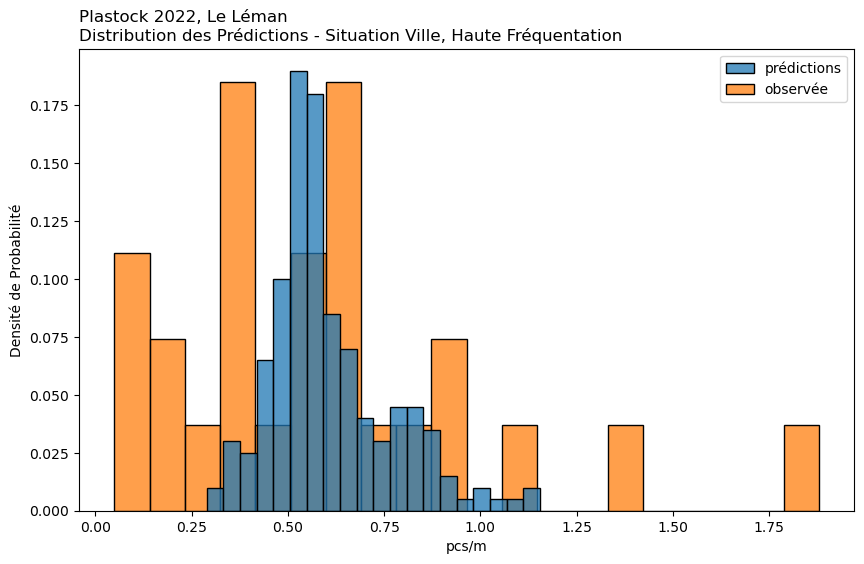 Plastock 2022, Le Léman
Distribution des Prédictions - Situation Ville, Haute Fréquentation
prédictions
observée
Densité de Probabilité
0.175
0.150
0.125
0.100
0.075
0.050
0.025
0.000
0.00 0.25 0.50 0.75 1.00 1.25 1.50 1.75
pcs/m